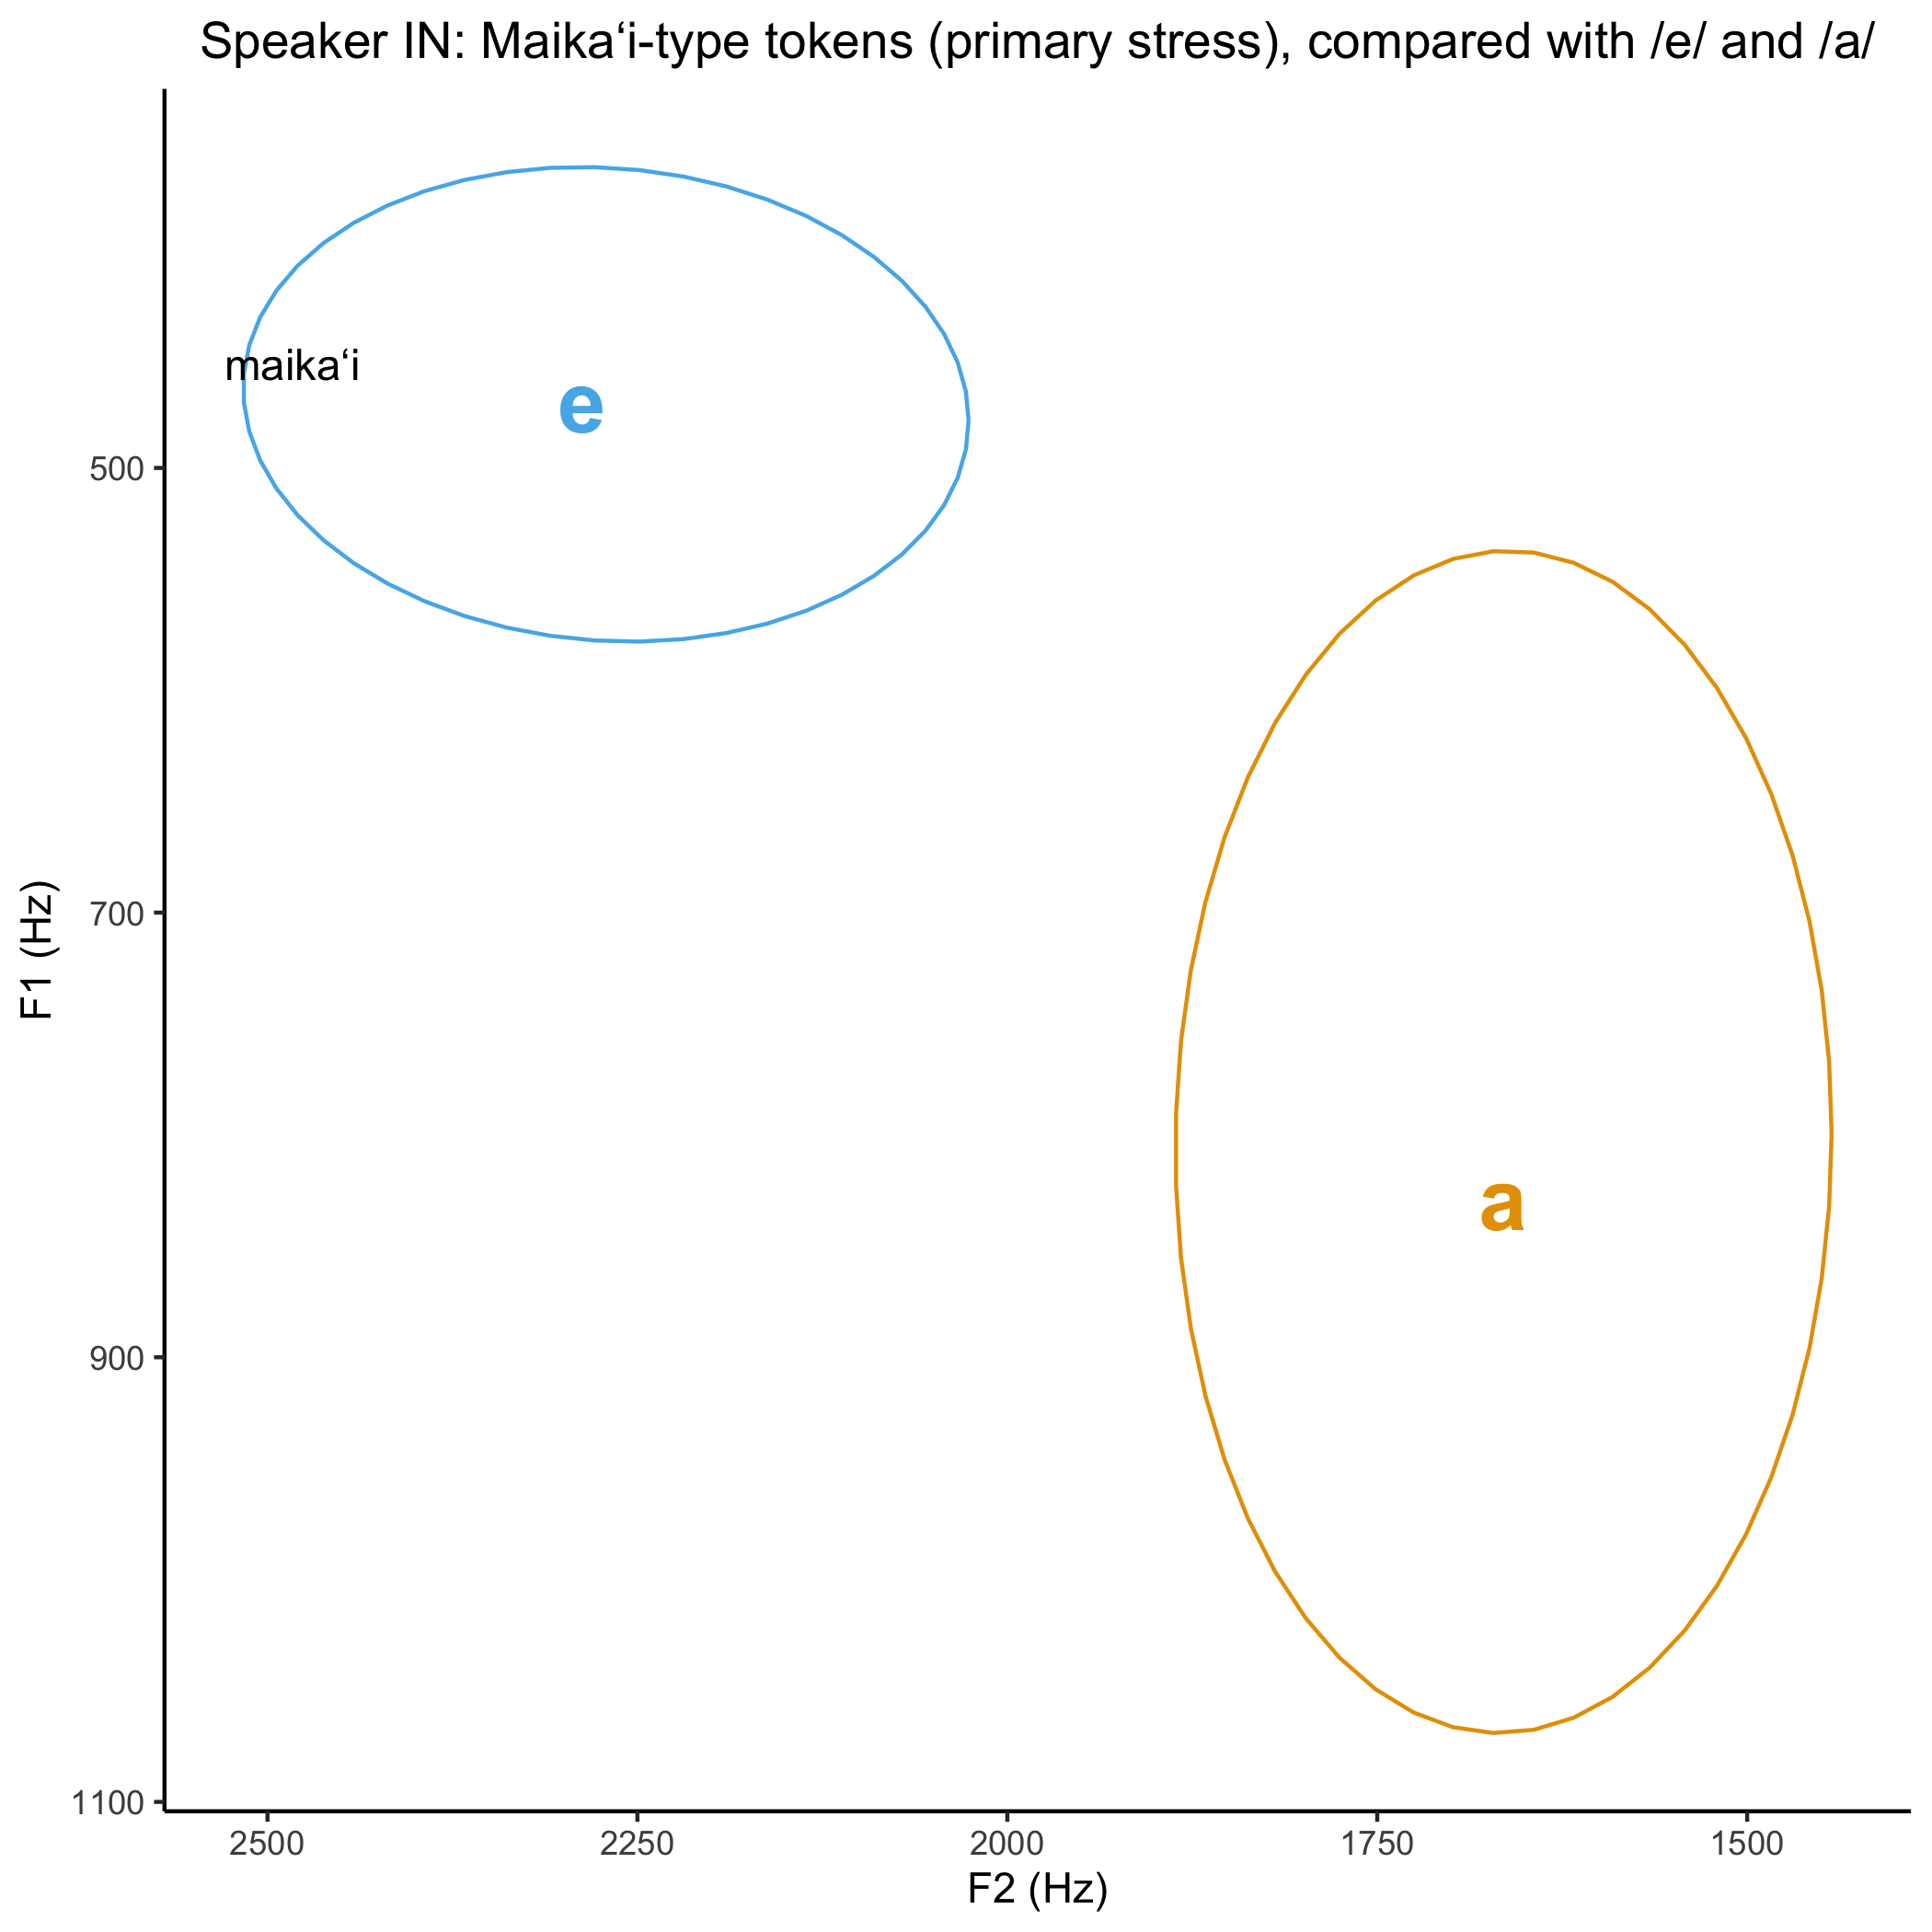 Speaker IN: Maikaʻi-type tokens (primary stress), compared with /e/ and /a/
maikaʻi
e
500
a
700
900
1100
F1 (Hz)
2500 2250 2000 1750 1500
F2 (Hz)